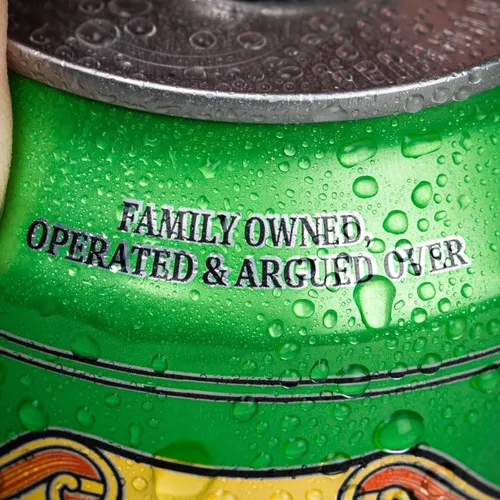 FAMILY OWNED,
OPERATED & ARGUED OVER